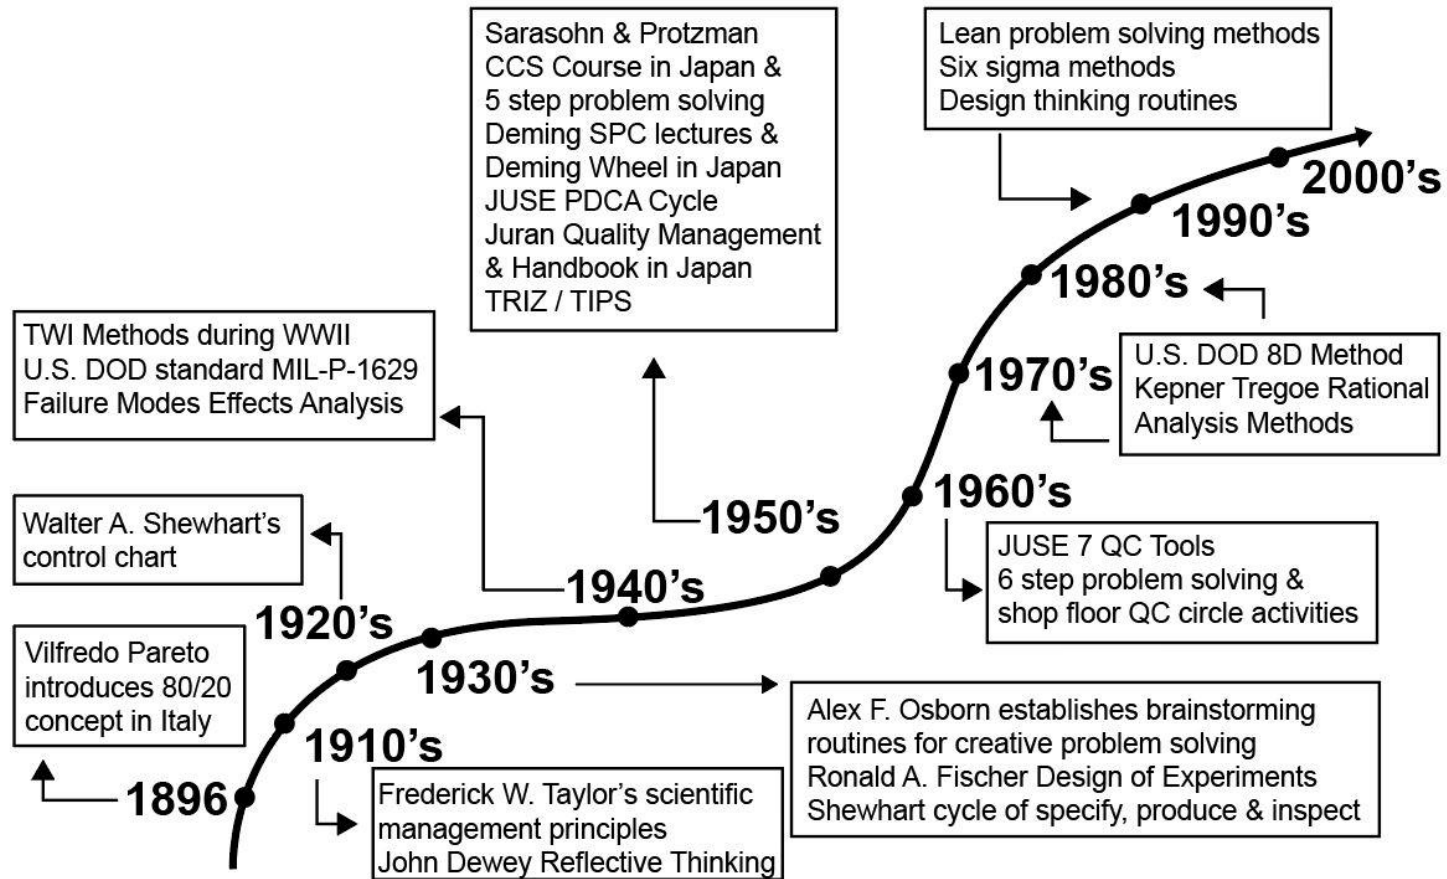 Sarasohn & Protzman
CCS Course in Japan &
5 step problem solving
Deming SPC lectures &
Deming Wheel in Japan
JUSE PDCA Cycle
Juran Quality Management
& Handbook in Japan
TRIZ / TIPS
Lean problem solving methods
Six sigma methods
Design thinking routines
2000's
1990's
1980's
TWI Methods during WWII
U.S. DOD standard MIL-P-1629
Failure Modes Effects Analysis
1970's
U.S. DOD 8D Method
Kepner Tregoe Rational
Analysis Methods
1960's
1950's
Walter A. Shewhart's
control chart
JUSE 7 QC Tools
6 step problem solving &
shop floor QC circle activities
1940's
1920's
Vilfredo Pareto
introduces 80/20
concept in Italy
1930's
Alex F. Osborn establishes brainstorming
routines for creative problem solving
Ronald A. Fischer Design of Experiments
Shewhart cycle of specify, produce & inspect
1910's
1896
Frederick W. Taylor's scientific
management principles
John Dewey Reflective Thinking